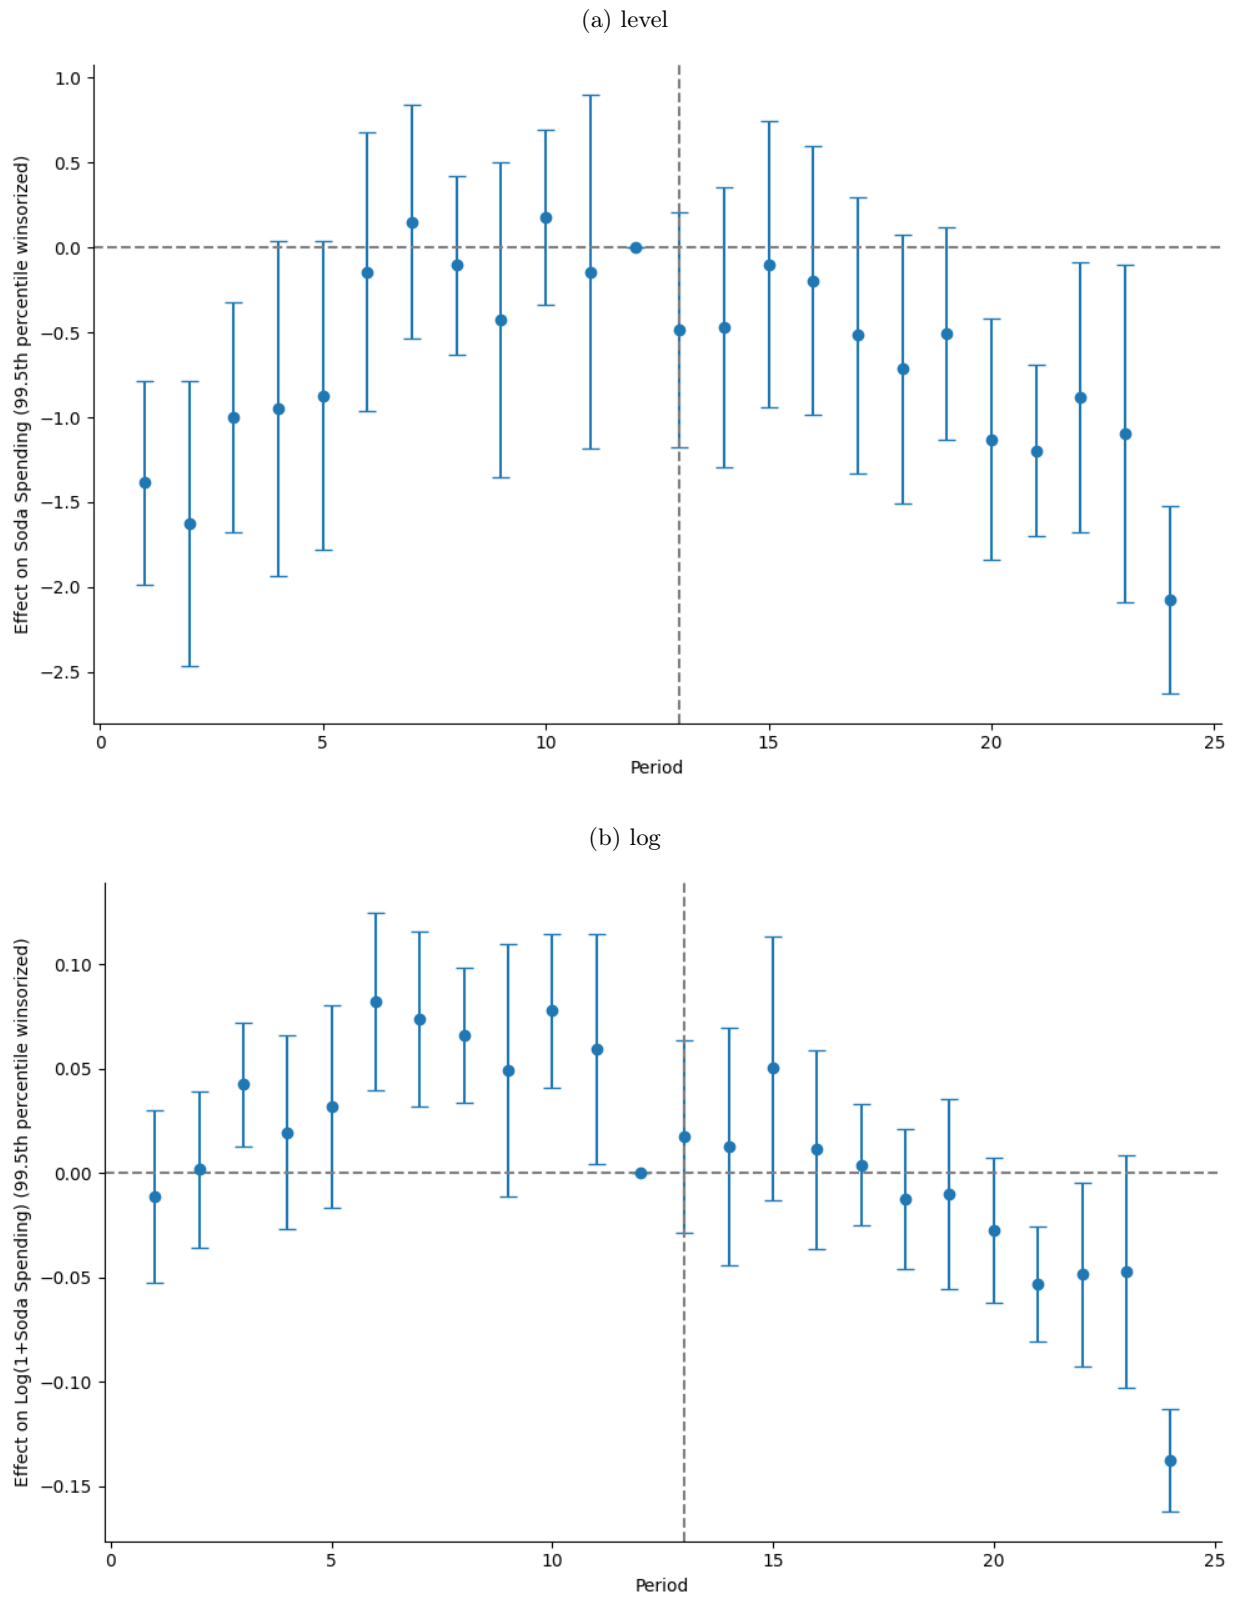 (a) level
1.0
0.5
0.0
−0.5
−1.0
−1.5
−2.0
−2.5
Effect on Soda Spending (99.5th percentile winsorized)
0 5 10 15 20 25
Period
(b) log
0.10
0.05
0.00
−0.05
−0.10
−0.15
Effect on Log(1+Soda Spending) (99.5th percentile winsorized)
0 5 10 15 20 25
Period